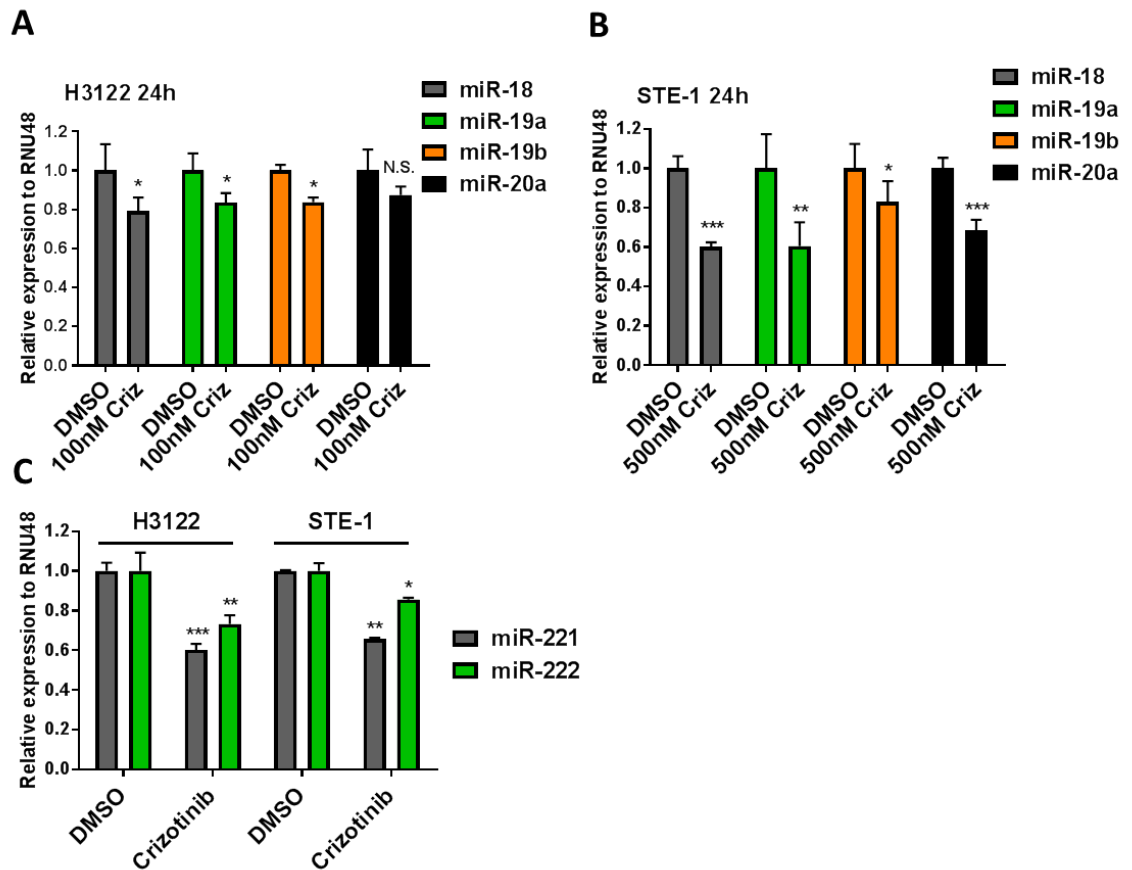 A
H3122 24h
miR-18
miR-19a
miR-19b
miR-20a
Relative expression to RNU48
1.2
1.0
0.8
0.6
0.4
0.2
0.0
*
*
*
N.S.
DMSO
100nM Criz
DMSO
100nM Criz
DMSO
100nM Criz
DMSO
100nM Criz
B
STE-1 24h
miR-18
miR-19a
miR-19b
miR-20a
Relative expression to RNU48
1.2
1.0
0.8
0.6
0.4
0.2
0.0
***
**
*
***
DMSO
500nM Criz
DMSO
500nM Criz
DMSO
500nM Criz
DMSO
500nM Criz
C
H3122
STE-1
Relative expression to RNU48
1.2
1.0
0.8
0.6
0.4
0.2
0.0
***
**
**
*
miR-221
miR-222
DMSO
Crizotinib
DMSO
Crizotinib